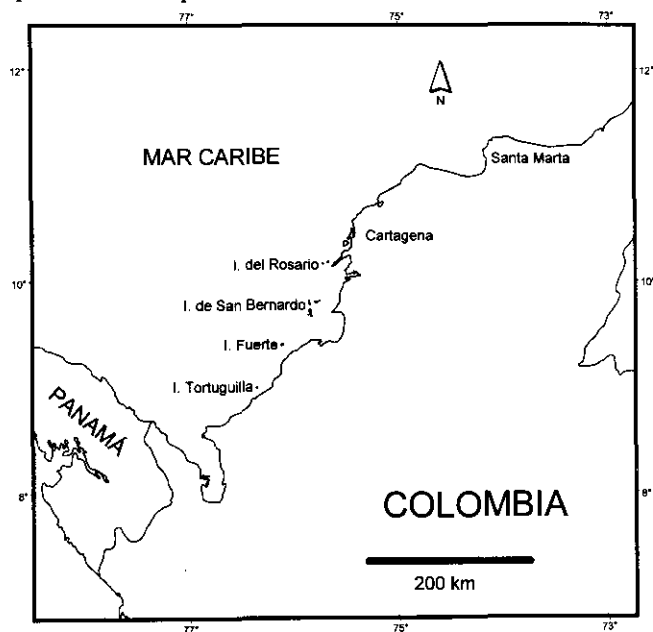 77°
75°
73°
12°
12°
N
MAR CARIBE
Santa Marta
Cartagena
I. del Rosario
10°
10°
I. de San Bernardo
I. Fuerte
I. Tortuguilla
PANAMÁ
8°
8°
COLOMBIA
200 km
77°
75°
73°